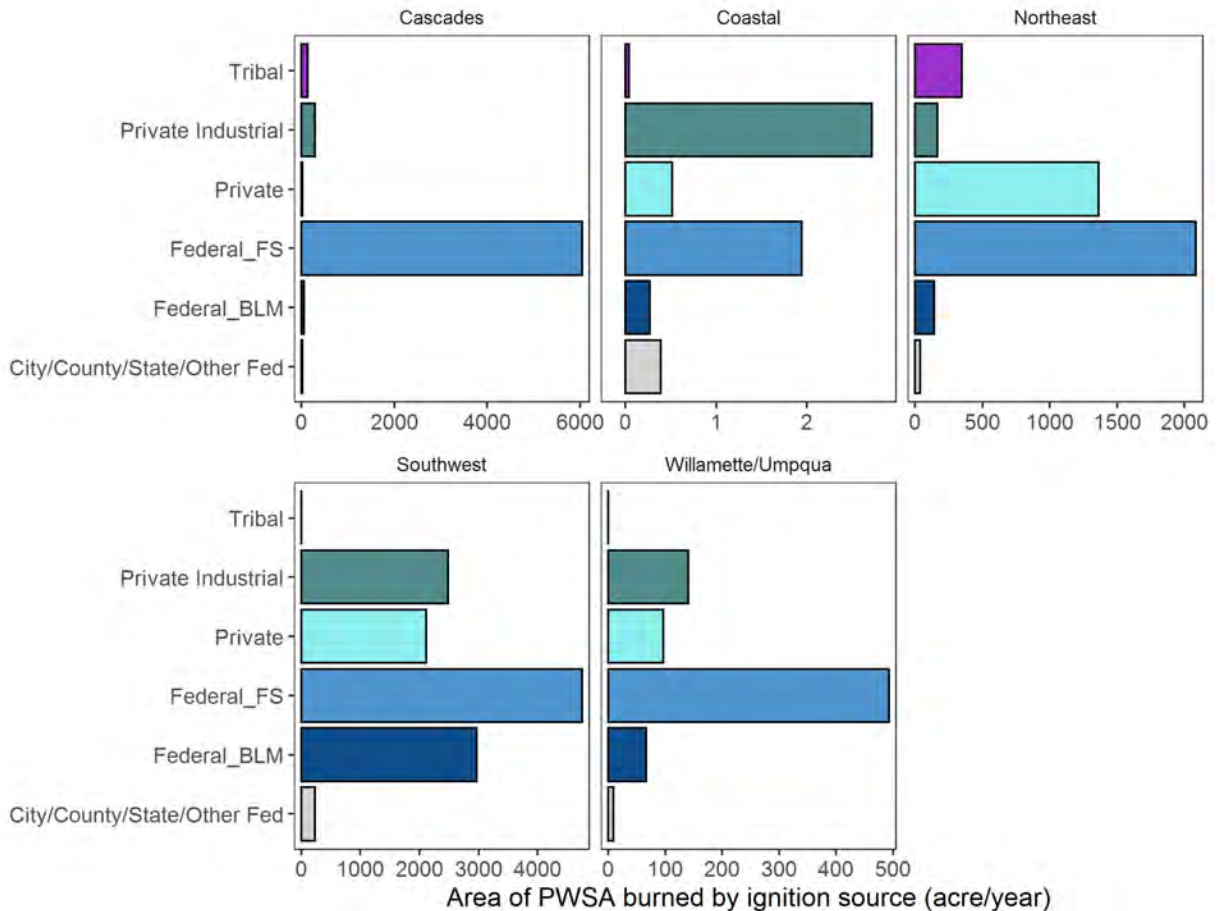 Cascades
Coastal
Northeast
Tribal
Private Industrial
Private
Federal_FS
Federal_BLM
City/County/State/Other Fed
0 2000 4000 6000
0 1 2
0 500 1000 1500 2000
Southwest
Willamette/Umpqua
Tribal
Private Industrial
Private
Federal_FS
Federal_BLM
City/County/State/Other Fed
0 1000 2000 3000 4000
0 100 200 300 400 500
Area of PWSA burned by ignition source (acre/year)